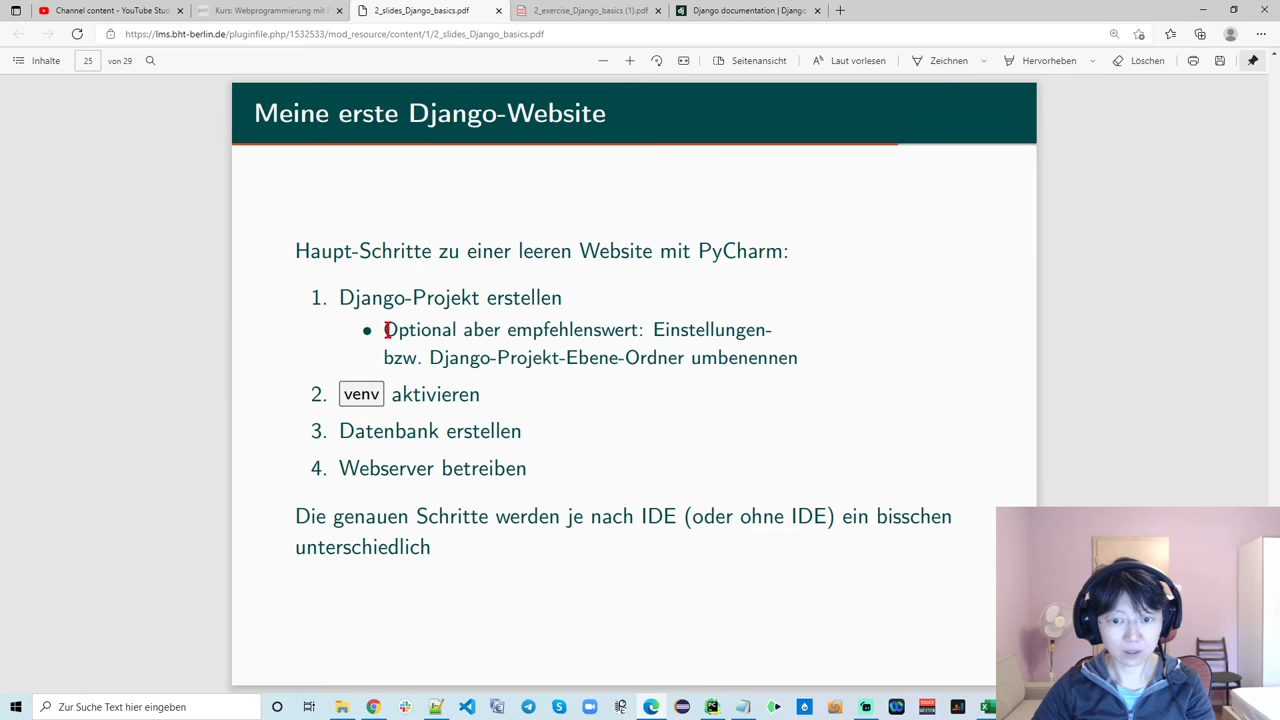 Channel content - YouTube Stud
Kurs: Webprogrammierung mit P
2_slides_Django_basics.pdf
2_exercise_Django_basics (1).pdf
Django documentation | Django
https://lms.bht-berlin.de/pluginfile.php/1532533/mod_resource/content/1/2_slides_Django_basics.pdf
Inhalte
25
von 29
Seitenansicht
Laut vorlesen
Zeichnen
Hervorheben
Löschen
Meine erste Django-Website
Haupt-Schritte zu einer leeren Website mit PyCharm:
1. Django-Projekt erstellen
• Optional aber empfehlenswert: Einstellungen-
bzw. Django-Projekt-Ebene-Ordner umbenennen
2. venv aktivieren
3. Datenbank erstellen
4. Webserver betreiben
Die genauen Schritte werden je nach IDE (oder ohne IDE) ein bisschen
unterschiedlich
Zur Suche Text hier eingeben